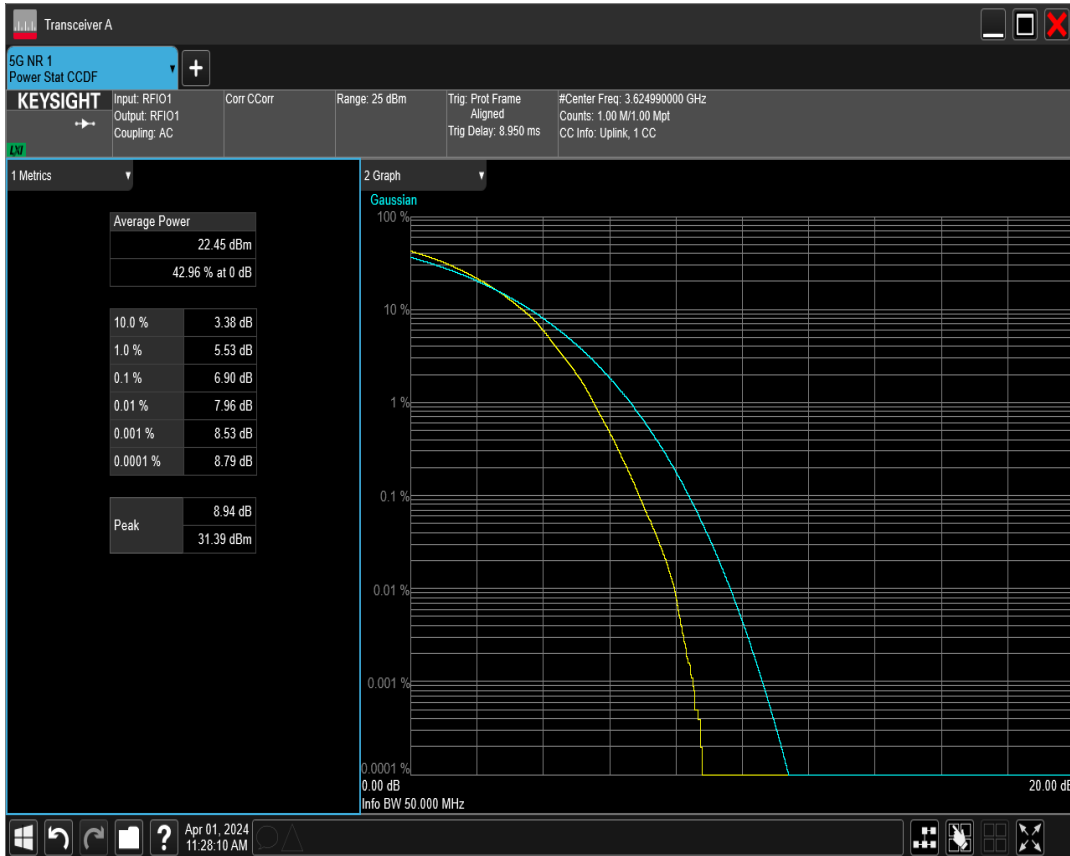 Transceiver A
5G NR 1
Power Stat CCDF
+
KEYSIGHT
LXI
Input: RFIO1
Output: RFIO1
Coupling: AC
Corr CCorr
Range: 25 dBm
Trig: Prot Frame
Aligned
Trig Delay: 8.950 ms
#Center Freq: 3.624990000 GHz
Counts: 1.00 M/1.00 Mpt
CC Info: Uplink, 1 CC
1 Metrics
Average Power
22.45 dBm
42.96 % at 0 dB
10.0 % 3.38 dB
1.0 % 5.53 dB
0.1 % 6.90 dB
0.01 % 7.96 dB
0.001 % 8.53 dB
0.0001 % 8.79 dB
Peak 8.94 dB
31.39 dBm
2 Graph
Gaussian
100 %
10 %
1 %
0.1 %
0.01 %
0.001 %
0.0001 %
0.00 dB 20.00 dB
Info BW 50.000 MHz
? Apr 01, 2024
11:28:10 AM